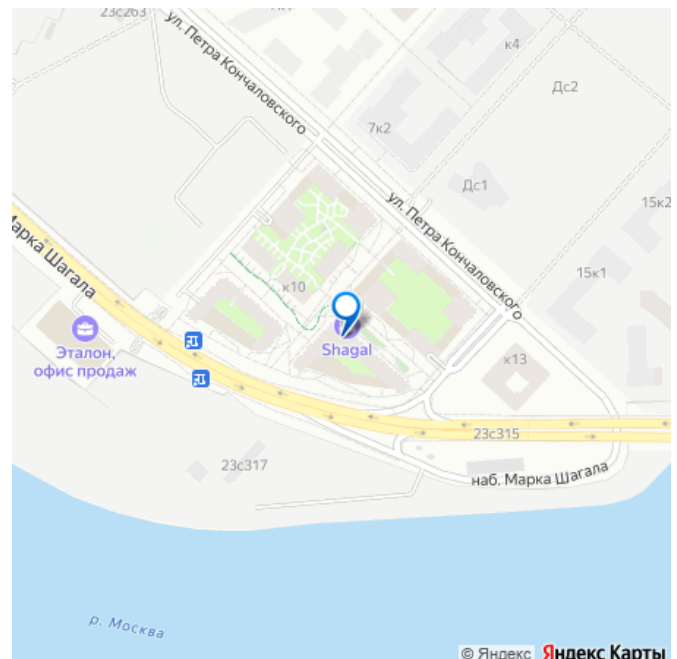 23с263
ул. Петра Кончаловского
к4
Дс2
7к2
Дс1
ул. Петра Кончаловского
15к2
Марка Шагала
к10
15к1
Shagal
Эталон,
офис продаж
к13
23с315
23с317
наб. Марка Шагала
р. Москва
© Яндекс Яндекс Карты